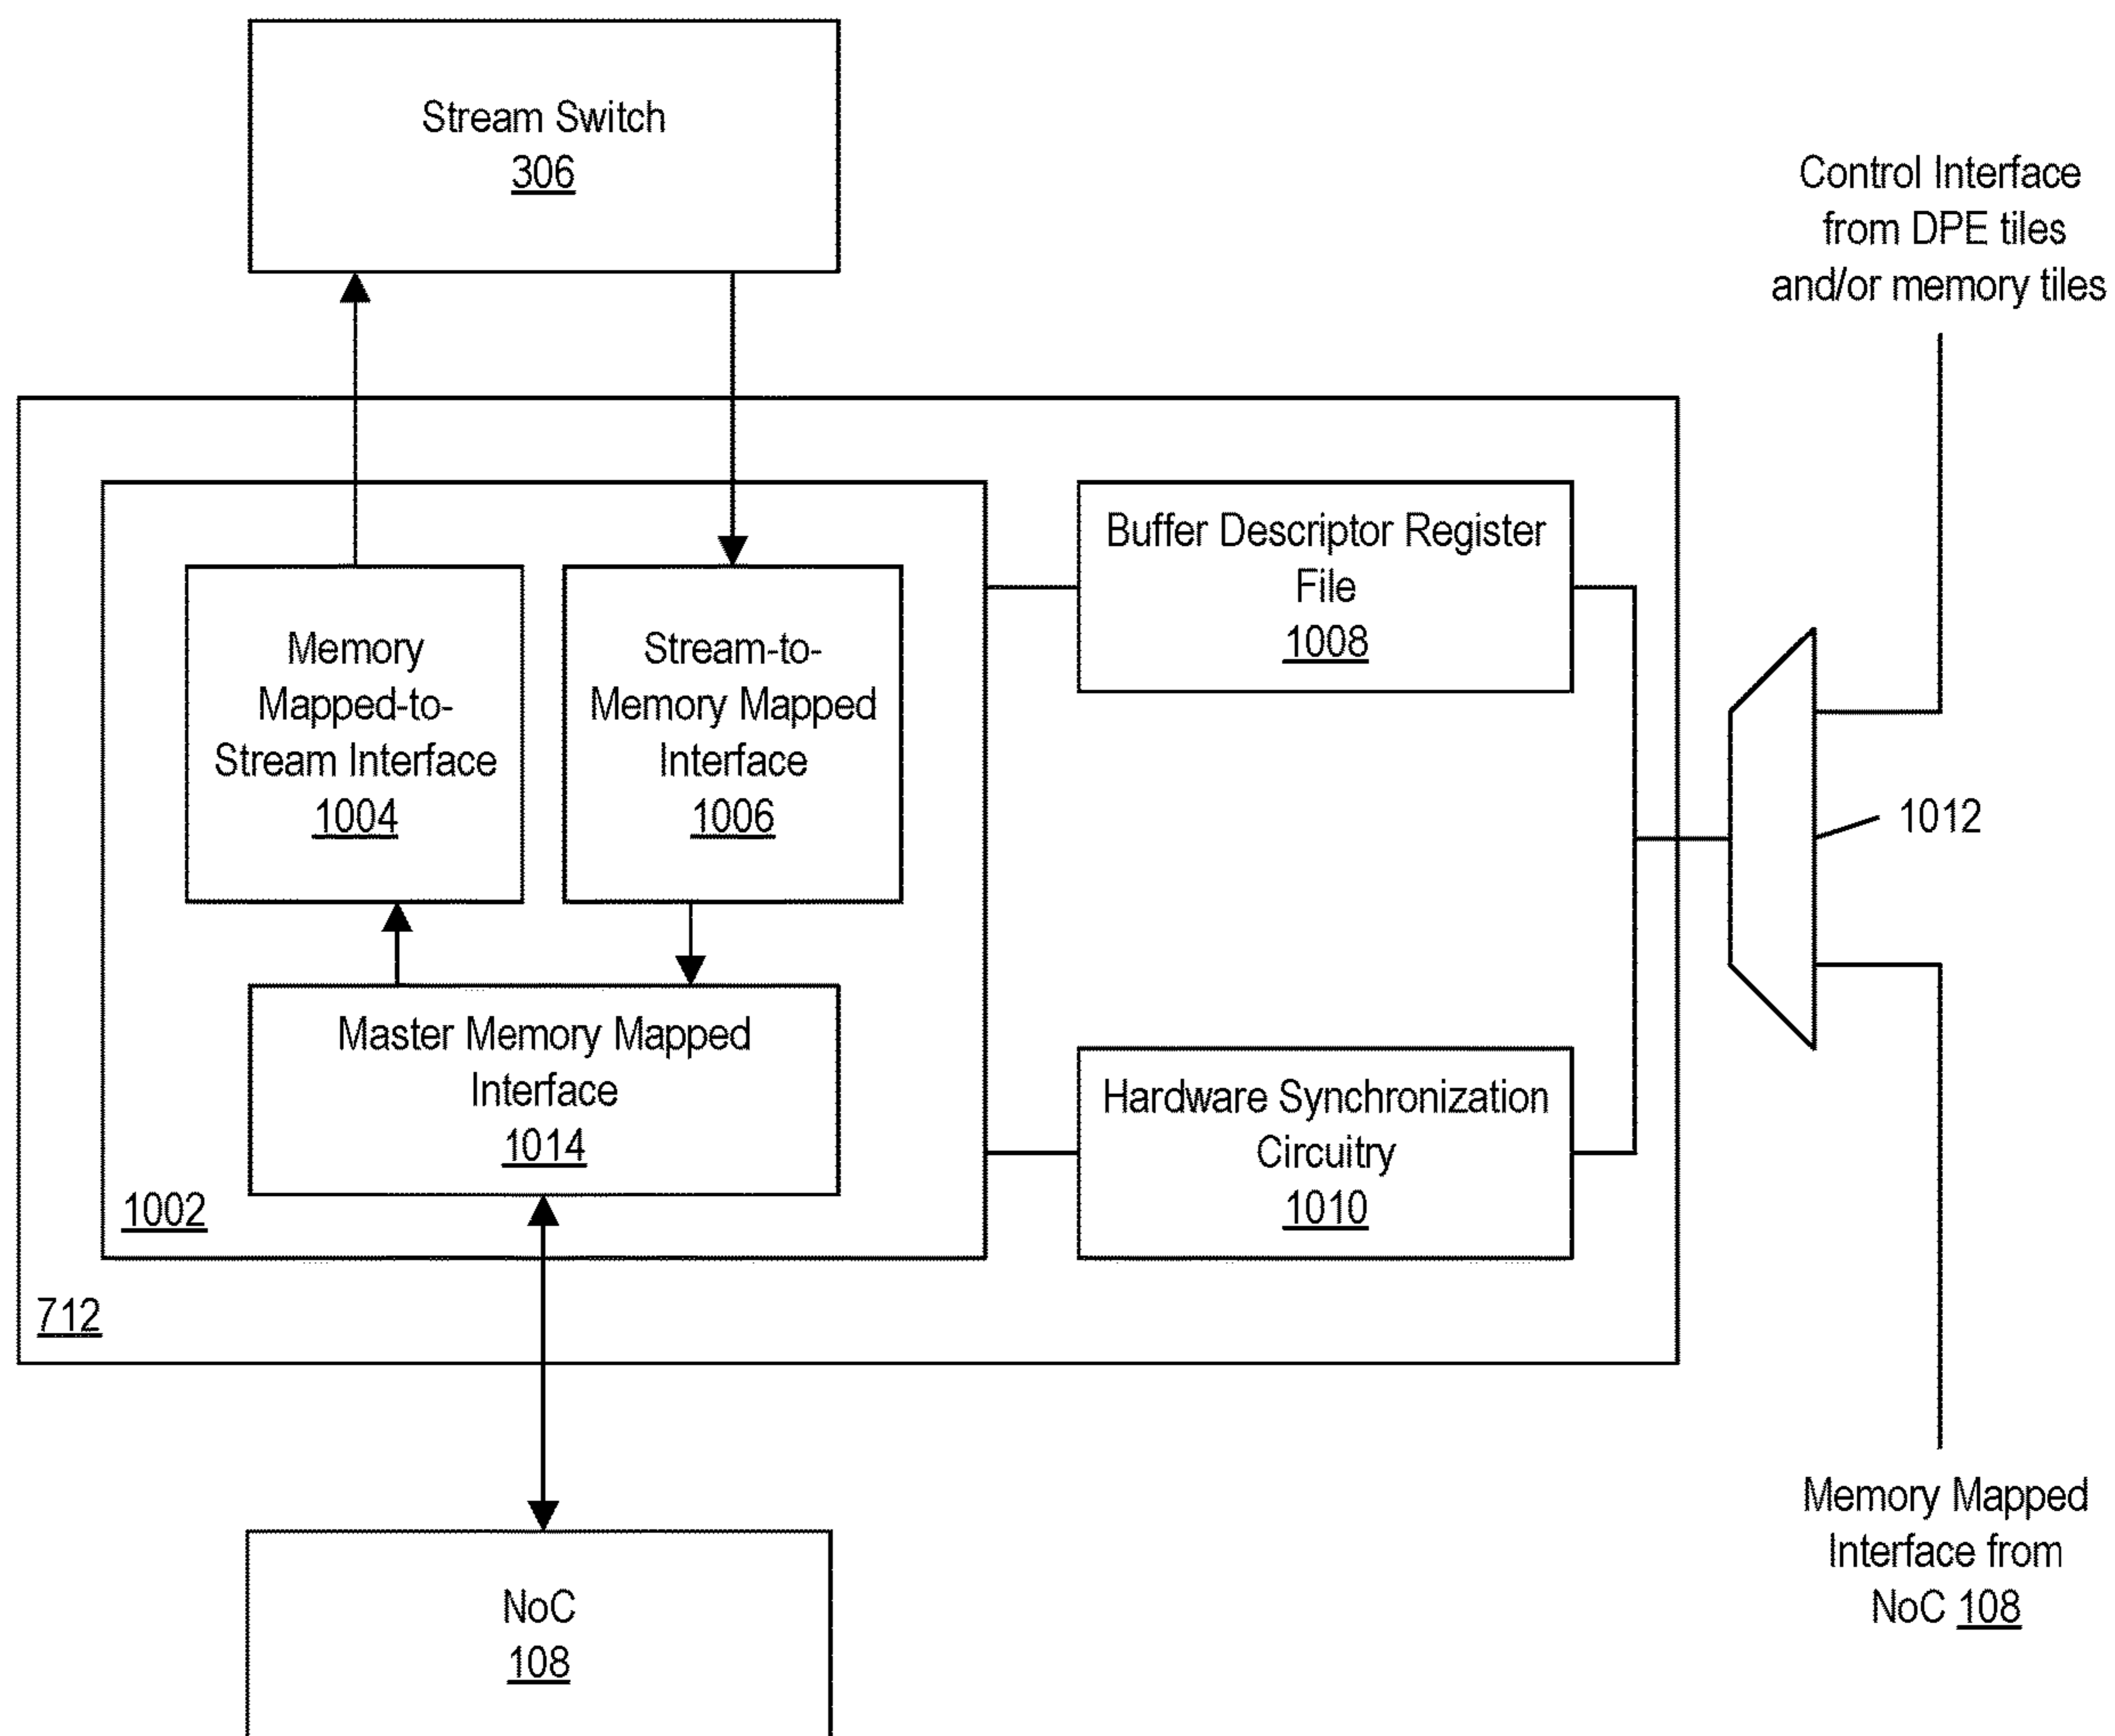 Stream Switch
306
Control Interface
from DPE tiles
and/or memory tiles
Buffer Descriptor Register
File
1008
Memory
Mapped-to-
Stream Interface
1004
Stream-to-
Memory Mapped
Interface
1006
1012
Master Memory Mapped
Interface
1014
Hardware Synchronization
Circuitry
1010
1002
712
Memory Mapped
Interface from
NoC 108
NoC
108